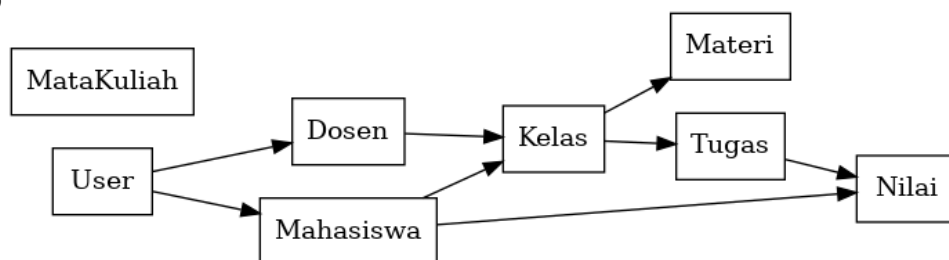 MataKuliah
User
Dosen
Mahasiswa
Kelas
Materi
Tugas
Nilai